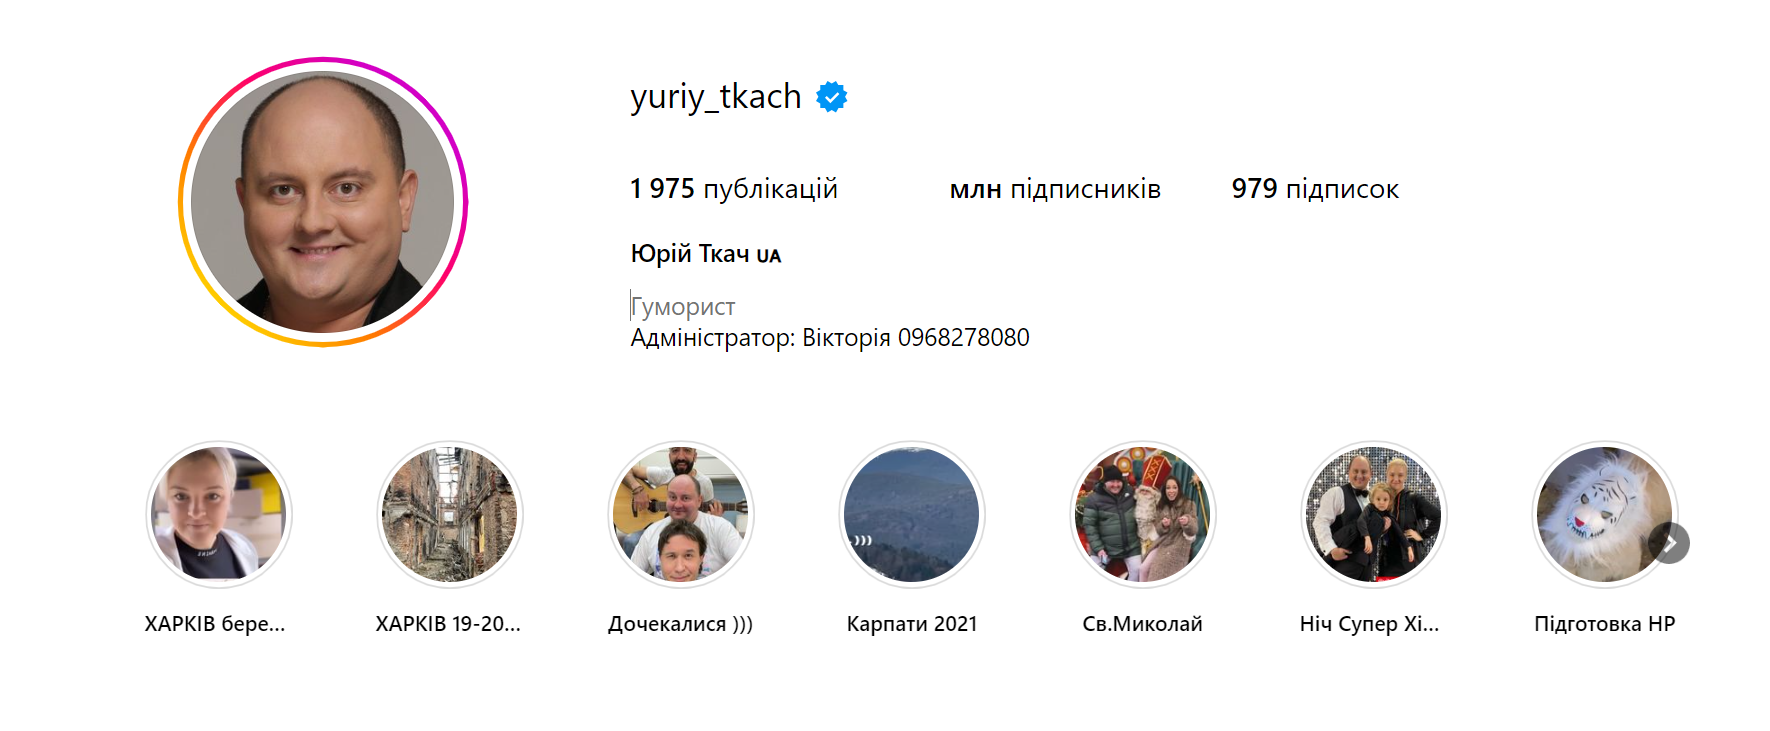 yuriy_tkach
1 975 публікацій млн підписників 979 підписок
Юрій Ткач UA
Гуморист
Адміністратор: Вікторія 0968278080
.)))
ХАРКІВ бере... ХАРКІВ 19-20... Дочекалися ))) Карпати 2021 Св.Миколай Ніч Супер Хі... Підготовка НР